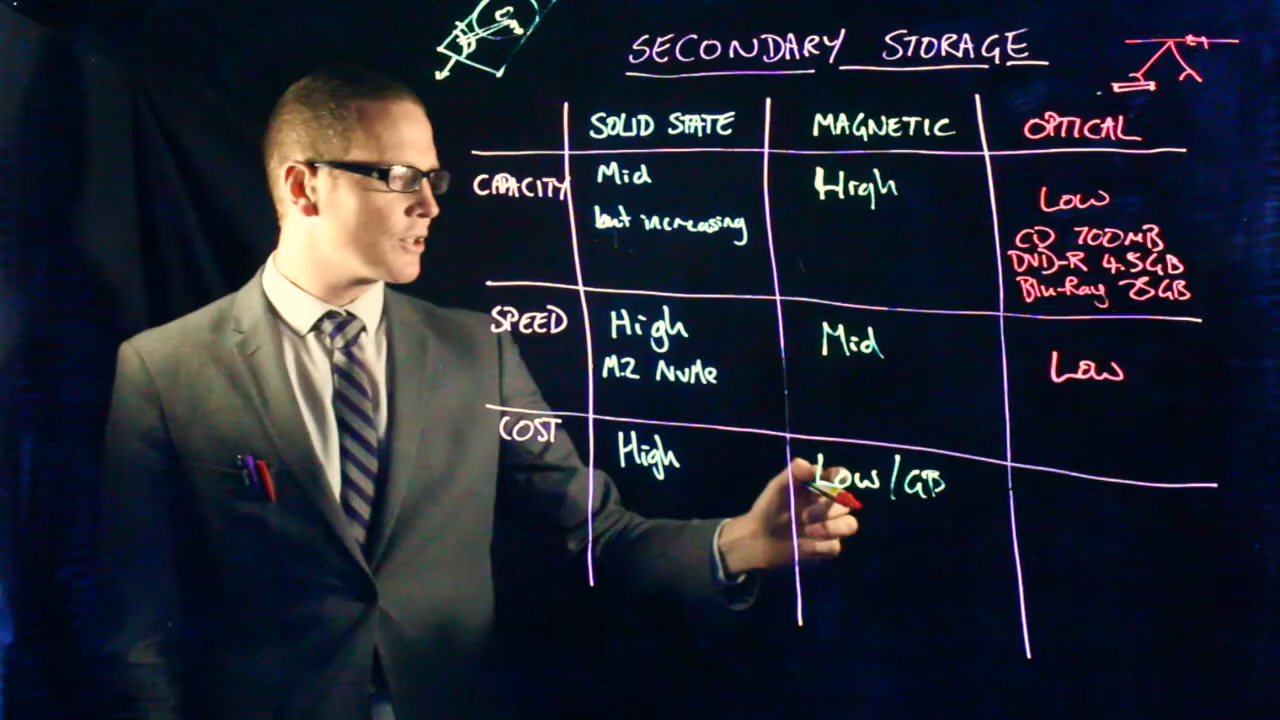 SECONDARY STORAGE
SOLID STATE
MAGNETIC
OPTICAL
CAPACITY
Mid
but increasing
High
Low
CD 700MB
DVD-R 4.5GB
Blu-Ray 25GB
SPEED
High
M.2 NVMe
Mid
Low
COST
High
Low/GB